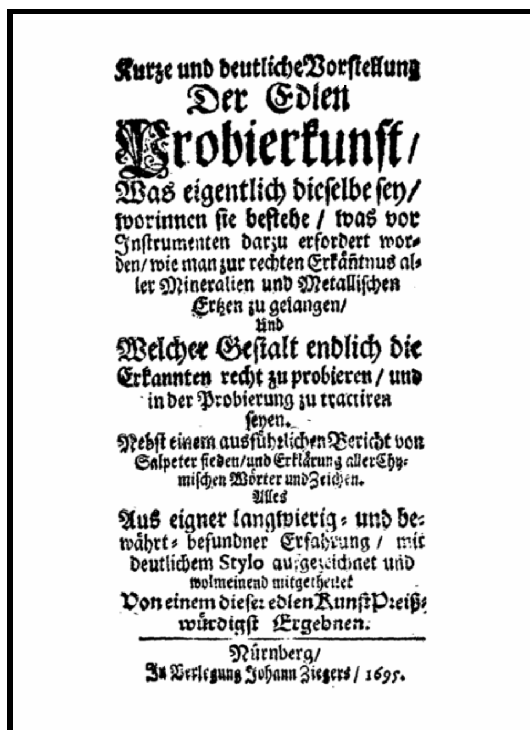 Kurze und deutliche Vorstellung
Der Edlen
Probierkunst/
Was eigentlich dieselbe sey/
worinnen sie bestehe / was vor
Instrumenten darzu erfordert wor-
den/ wie man zur rechten Erkäñtnus al-
ler Mineralien und Metallischen
Ertzen zu gelangen/
Und
Welcher Gestalt endlich die
Erkannten recht zu probieren / und
in der Probierung zu tractiren
seyen.
Nebst einem ausführlichen Bericht von
Salpeter sieden/und Erklärung aller Chy-
mischen Wörter und Zeichen.
Alles
Aus eigner langwierig- und be-
währt- befundner Erfahrung / mit
deutlichem Stylo aufgezeichnet und
wolmeinend mitgetheilet
Von einem dieser edlen Kunst Preiß-
würdigst Ergebnen.
Nürnberg/
In Verlegung Johann Ziegers / 1695.